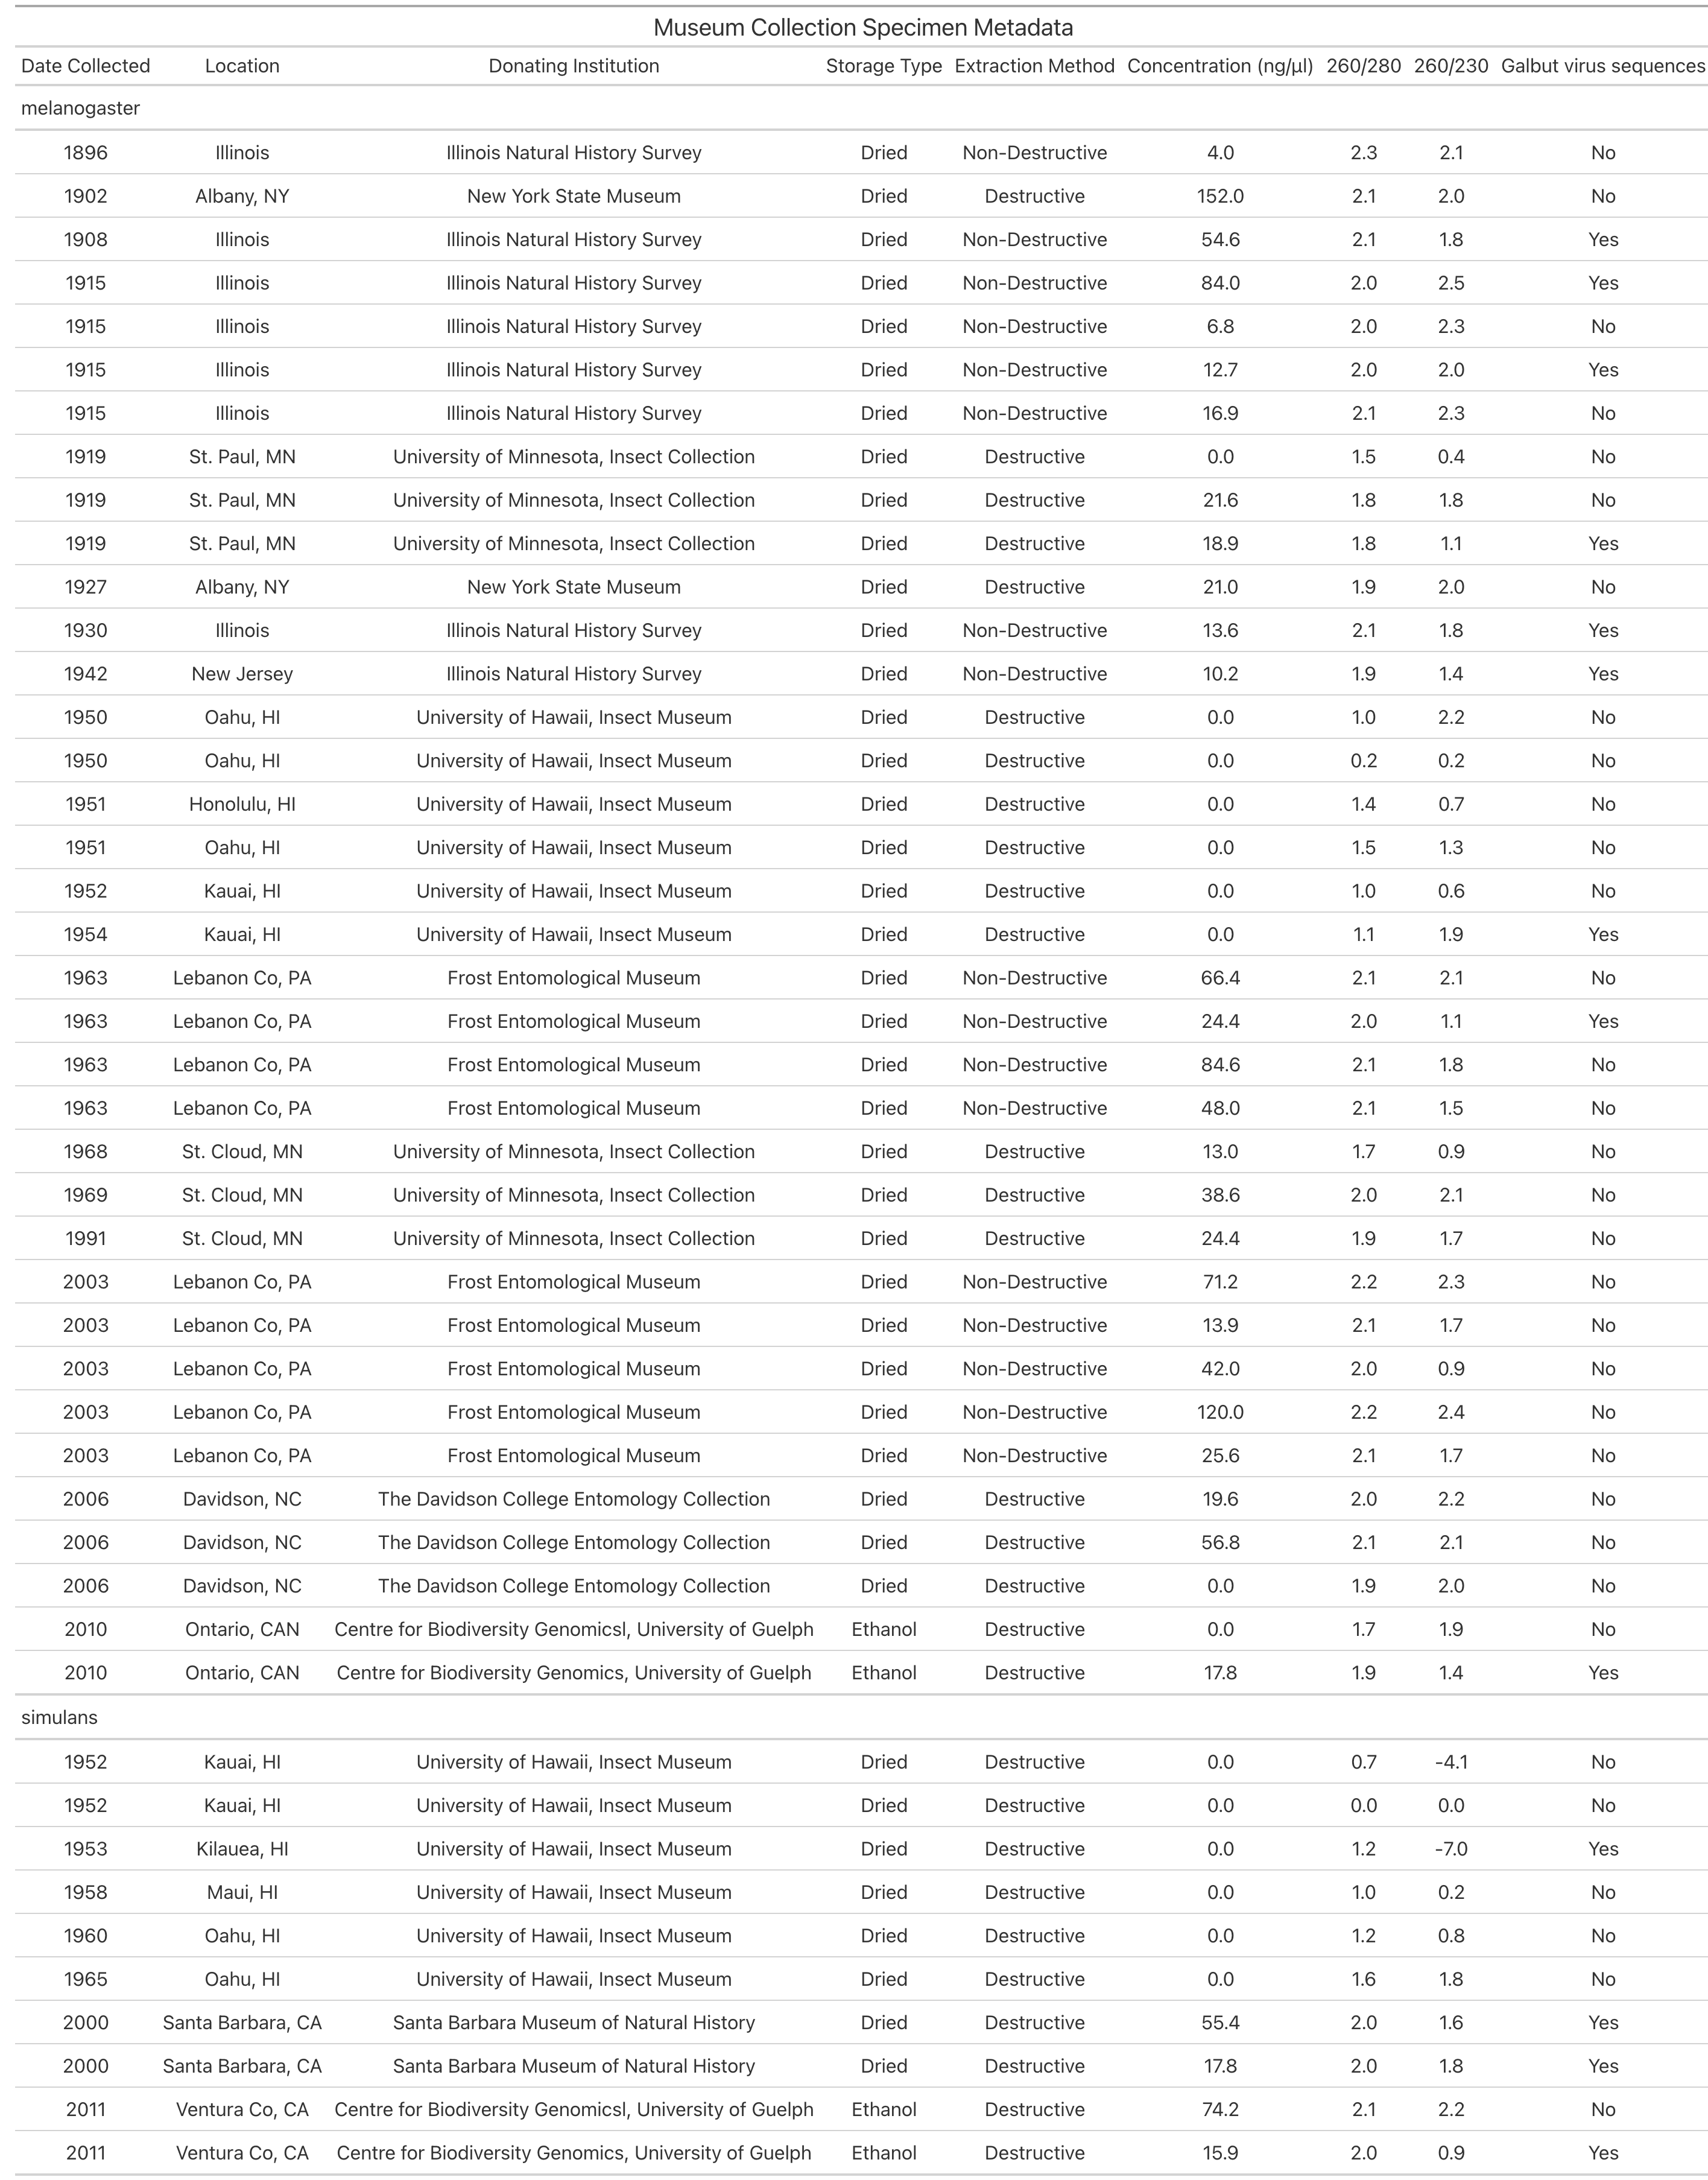 Museum Collection Specimen Metadata
Date Collected Location Donating Institution Storage Type Extraction Method Concentration (ng/µl) 260/280 260/230 Galbut virus sequences
melanogaster
1896 Illinois Illinois Natural History Survey Dried Non-Destructive 4.0 2.3 2.1 No
1902 Albany, NY New York State Museum Dried Destructive 152.0 2.1 2.0 No
1908 Illinois Illinois Natural History Survey Dried Non-Destructive 54.6 2.1 1.8 Yes
1915 Illinois Illinois Natural History Survey Dried Non-Destructive 84.0 2.0 2.5 Yes
1915 Illinois Illinois Natural History Survey Dried Non-Destructive 6.8 2.0 2.3 No
1915 Illinois Illinois Natural History Survey Dried Non-Destructive 12.7 2.0 2.0 Yes
1915 Illinois Illinois Natural History Survey Dried Non-Destructive 16.9 2.1 2.3 No
1919 St. Paul, MN University of Minnesota, Insect Collection Dried Destructive 0.0 1.5 0.4 No
1919 St. Paul, MN University of Minnesota, Insect Collection Dried Destructive 21.6 1.8 1.8 No
1919 St. Paul, MN University of Minnesota, Insect Collection Dried Destructive 18.9 1.8 1.1 Yes
1927 Albany, NY New York State Museum Dried Destructive 21.0 1.9 2.0 No
1930 Illinois Illinois Natural History Survey Dried Non-Destructive 13.6 2.1 1.8 Yes
1942 New Jersey Illinois Natural History Survey Dried Non-Destructive 10.2 1.9 1.4 Yes
1950 Oahu, HI University of Hawaii, Insect Museum Dried Destructive 0.0 1.0 2.2 No
1950 Oahu, HI University of Hawaii, Insect Museum Dried Destructive 0.0 0.2 0.2 No
1951 Honolulu, HI University of Hawaii, Insect Museum Dried Destructive 0.0 1.4 0.7 No
1951 Oahu, HI University of Hawaii, Insect Museum Dried Destructive 0.0 1.5 1.3 No
1952 Kauai, HI University of Hawaii, Insect Museum Dried Destructive 0.0 1.0 0.6 No
1954 Kauai, HI University of Hawaii, Insect Museum Dried Destructive 0.0 1.1 1.9 Yes
1963 Lebanon Co, PA Frost Entomological Museum Dried Non-Destructive 66.4 2.1 2.1 No
1963 Lebanon Co, PA Frost Entomological Museum Dried Non-Destructive 24.4 2.0 1.1 Yes
1963 Lebanon Co, PA Frost Entomological Museum Dried Non-Destructive 84.6 2.1 1.8 No
1963 Lebanon Co, PA Frost Entomological Museum Dried Non-Destructive 48.0 2.1 1.5 No
1968 St. Cloud, MN University of Minnesota, Insect Collection Dried Destructive 13.0 1.7 0.9 No
1969 St. Cloud, MN University of Minnesota, Insect Collection Dried Destructive 38.6 2.0 2.1 No
1991 St. Cloud, MN University of Minnesota, Insect Collection Dried Destructive 24.4 1.9 1.7 No
2003 Lebanon Co, PA Frost Entomological Museum Dried Non-Destructive 71.2 2.2 2.3 No
2003 Lebanon Co, PA Frost Entomological Museum Dried Non-Destructive 13.9 2.1 1.7 No
2003 Lebanon Co, PA Frost Entomological Museum Dried Non-Destructive 42.0 2.0 0.9 No
2003 Lebanon Co, PA Frost Entomological Museum Dried Non-Destructive 120.0 2.2 2.4 No
2003 Lebanon Co, PA Frost Entomological Museum Dried Non-Destructive 25.6 2.1 1.7 No
2006 Davidson, NC The Davidson College Entomology Collection Dried Destructive 19.6 2.0 2.2 No
2006 Davidson, NC The Davidson College Entomology Collection Dried Destructive 56.8 2.1 2.1 No
2006 Davidson, NC The Davidson College Entomology Collection Dried Destructive 0.0 1.9 2.0 No
2010 Ontario, CAN Centre for Biodiversity Genomicsl, University of Guelph Ethanol Destructive 0.0 1.7 1.9 No
2010 Ontario, CAN Centre for Biodiversity Genomics, University of Guelph Ethanol Destructive 17.8 1.9 1.4 Yes
simulans
1952 Kauai, HI University of Hawaii, Insect Museum Dried Destructive 0.0 0.7 -4.1 No
1952 Kauai, HI University of Hawaii, Insect Museum Dried Destructive 0.0 0.0 0.0 No
1953 Kilauea, HI University of Hawaii, Insect Museum Dried Destructive 0.0 1.2 -7.0 Yes
1958 Maui, HI University of Hawaii, Insect Museum Dried Destructive 0.0 1.0 0.2 No
1960 Oahu, HI University of Hawaii, Insect Museum Dried Destructive 0.0 1.2 0.8 No
1965 Oahu, HI University of Hawaii, Insect Museum Dried Destructive 0.0 1.6 1.8 No
2000 Santa Barbara, CA Santa Barbara Museum of Natural History Dried Destructive 55.4 2.0 1.6 Yes
2000 Santa Barbara, CA Santa Barbara Museum of Natural History Dried Destructive 17.8 2.0 1.8 Yes
2011 Ventura Co, CA Centre for Biodiversity Genomicsl, University of Guelph Ethanol Destructive 74.2 2.1 2.2 No
2011 Ventura Co, CA Centre for Biodiversity Genomics, University of Guelph Ethanol Destructive 15.9 2.0 0.9 Yes